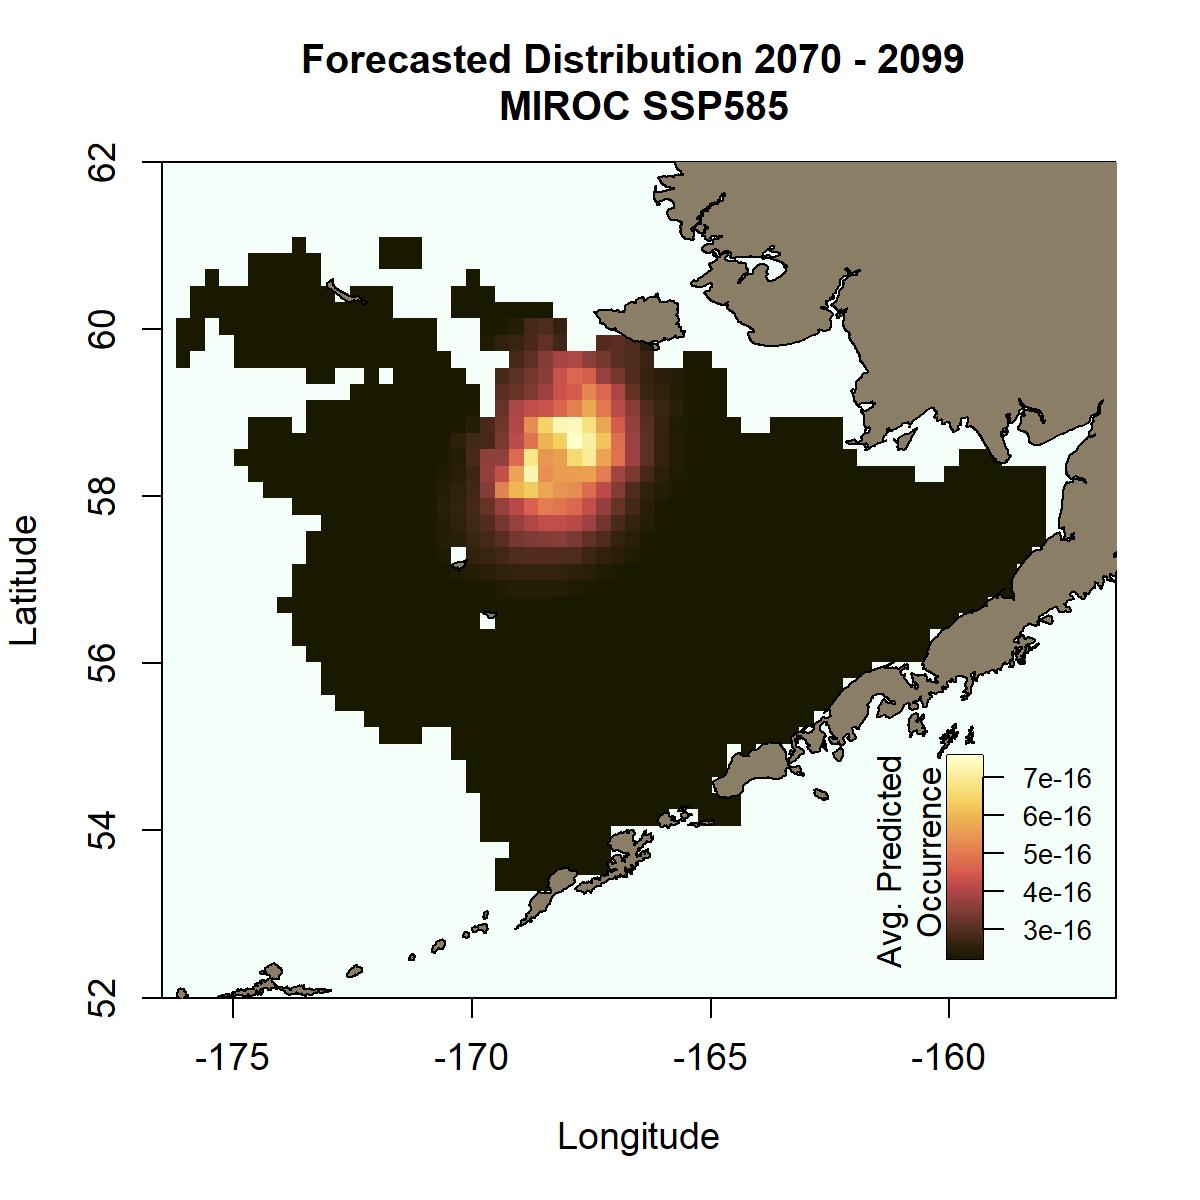 Forecasted Distribution 2070 - 2099
MIROC SSP585
62
60
58
56
54
52
Latitude
-175
-170
-165
-160
Longitude
Avg. Predicted
Occurrence
7e-16
6e-16
5e-16
4e-16
3e-16